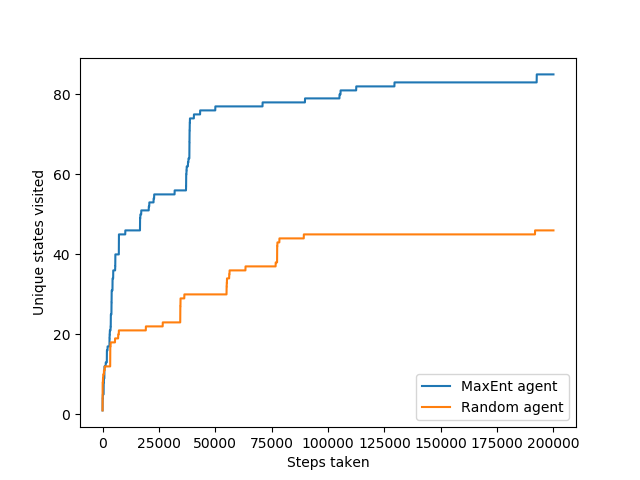 80
60
40
20
0
Unique states visited
MaxEnt agent
Random agent
0 25000 50000 75000 100000 125000 150000 175000 200000
Steps taken